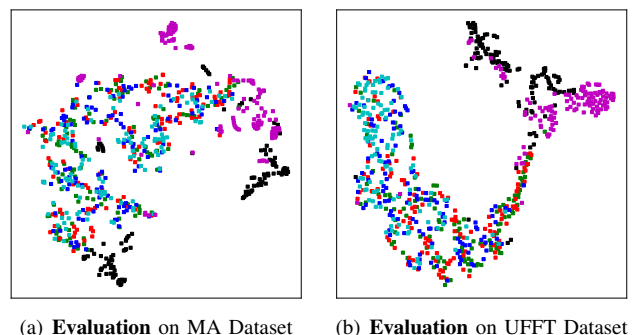 (a) Evaluation on MA Dataset
(b) Evaluation on UFFT Dataset